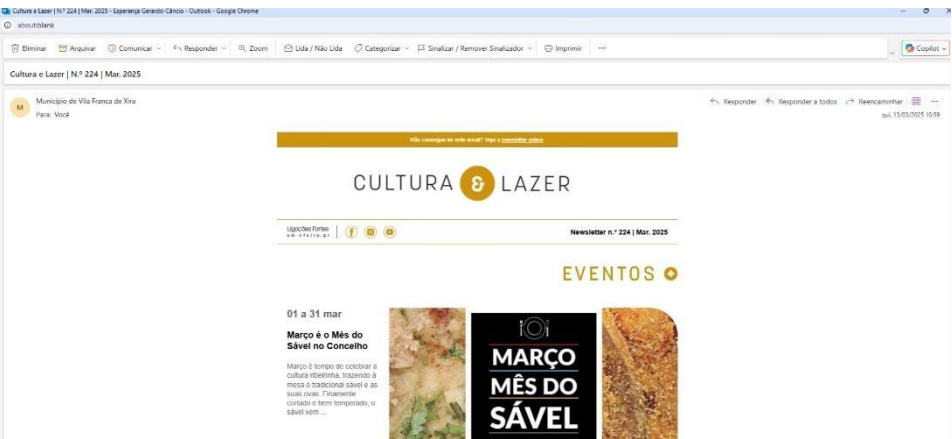 Cultura e Lazer | N.º 224 | Mar. 2025 - Esperança Gerardo-Câncio - Outlook - Google Chrome
about:blank
Eliminar Arquivar Comunicar Responder Zoom Lida / Não Lida Categorizar Sinalizar / Remover Sinalizador Imprimir ... Copilot
Cultura e Lazer | N.º 224 | Mar. 2025
M Município de Vila Franca de Xira Responder Responder a todos Reencaminhar ...
Para: Você qui, 13/03/2025 10:59
Não consegue ler este email? Veja a newsletter online
CULTURA & LAZER
Ligações Fortes
cm-vfxira.pt
Newsletter n.º 224 | Mar. 2025
EVENTOS
01 a 31 mar
Março é o Mês do
Sável no Concelho
Março é tempo de celebrar a
cultura ribeirinha, trazendo à
mesa o tradicional sável e as
suas ovas. Finamente
cortado e bem temperado, o
sável vem ...
MARÇO
MÊS DO
SÁVEL